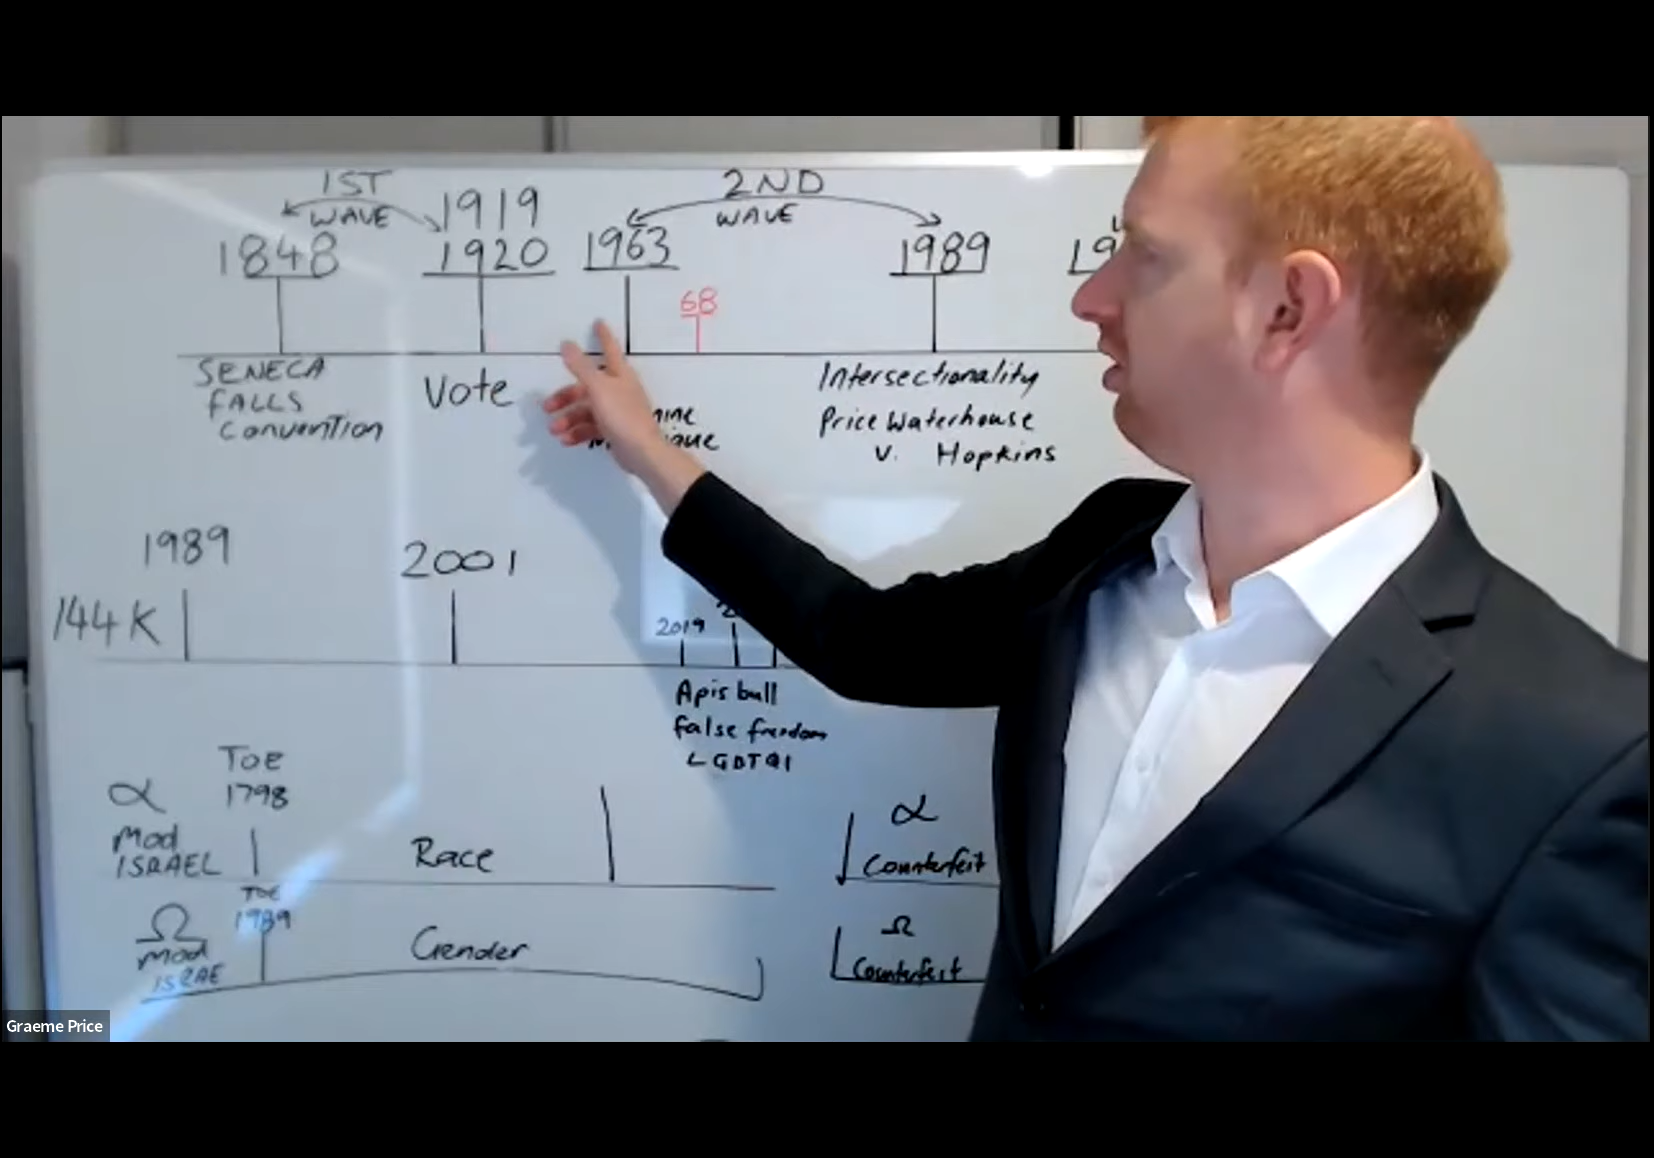 1ST
WAVE
2ND
WAVE
1848
1919
1920
1963
68
1989
SENECA
FALLS
CONVENTION
Vote
Intersectionality
Price Waterhouse
v. Hopkins
1989
2001
144K
2019
Apis bull
false freedom
LGBTQI
α
Mod
ISRAEL
TOE
1798
Race
α
Counterfeit
Ω
Mod
ISRAE
TOE
1989
Gender
Ω
Counterfeit
Graeme Price